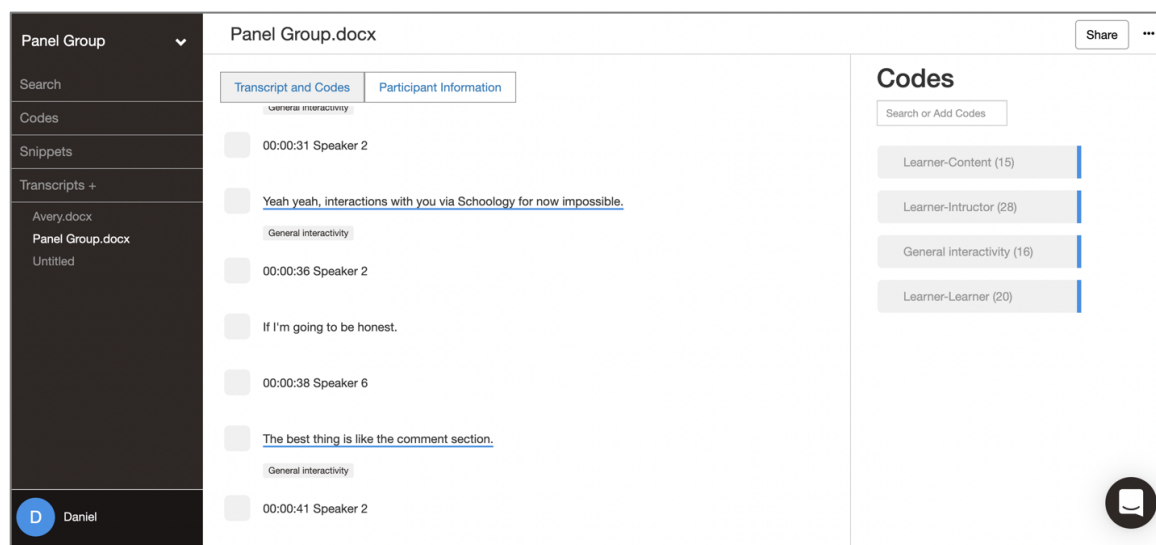 Panel Group
Search
Codes
Snippets
Transcripts +
Avery.docx
Panel Group.docx
Untitled
D
Daniel
Panel Group.docx
Share
Transcript and Codes
Participant Information
General interactivity
00:00:31 Speaker 2
Yeah yeah, interactions with you via Schoology for now impossible.
General interactivity
00:00:36 Speaker 2
If I'm going to be honest.
00:00:38 Speaker 6
The best thing is like the comment section.
General interactivity
00:00:41 Speaker 2
Codes
Search or Add Codes
Learner-Content (15)
Learner-Intructor (28)
General interactivity (16)
Learner-Learner (20)